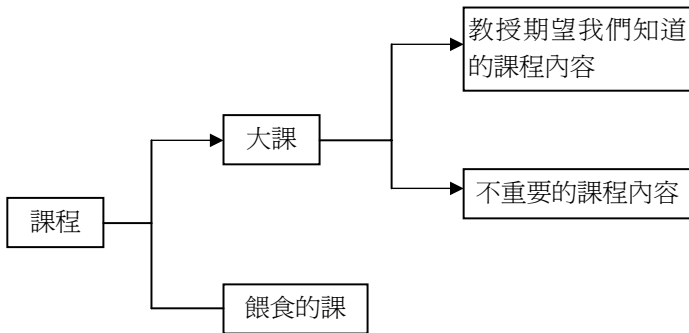 教授期望我們知道
的課程內容
大課
不重要的課程內容
課程
餵食的課